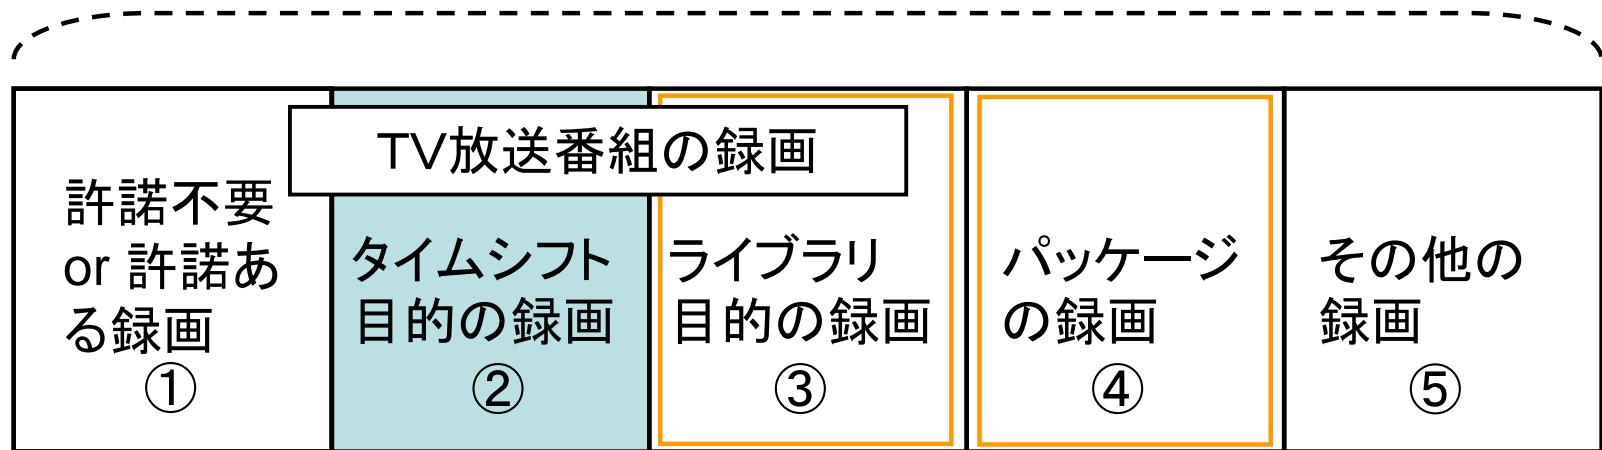 TV放送番組の録画
許諾不要
or 許諾あ
る録画
①
タイムシフト
目的の録画
②
ライブラリ
目的の録画
③
パッケージ
の録画
④
その他の
録画
⑤